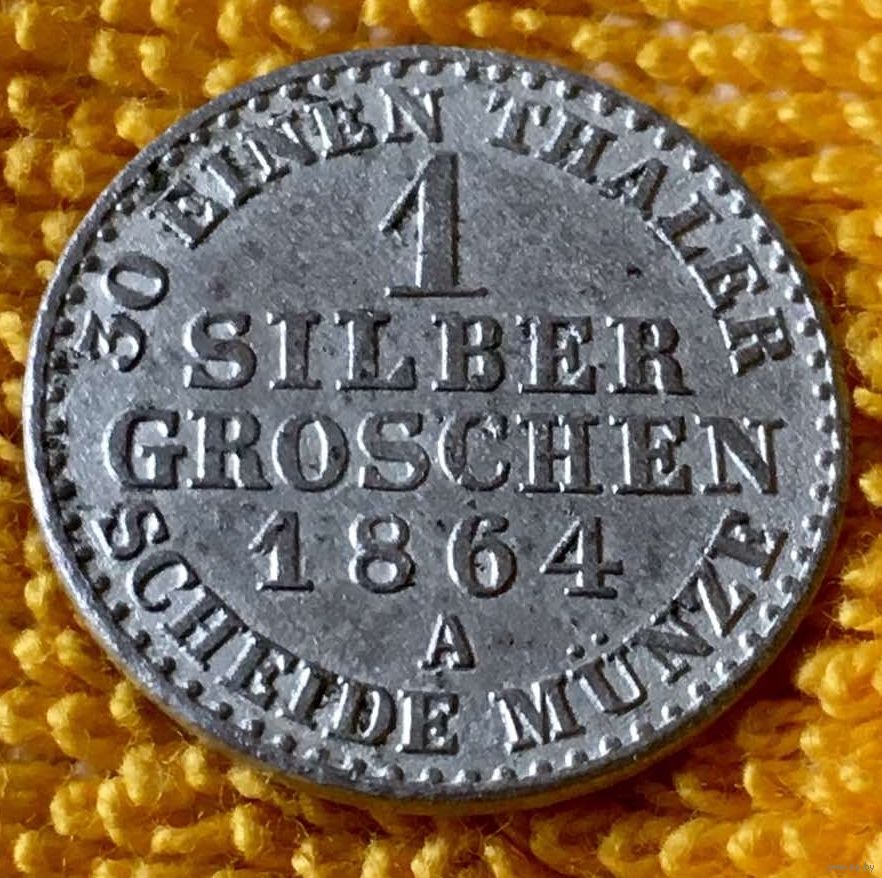 30 EINEN THALER
1
SILBER
GROSCHEN
1864
A
SCHEIDE MÜNZE